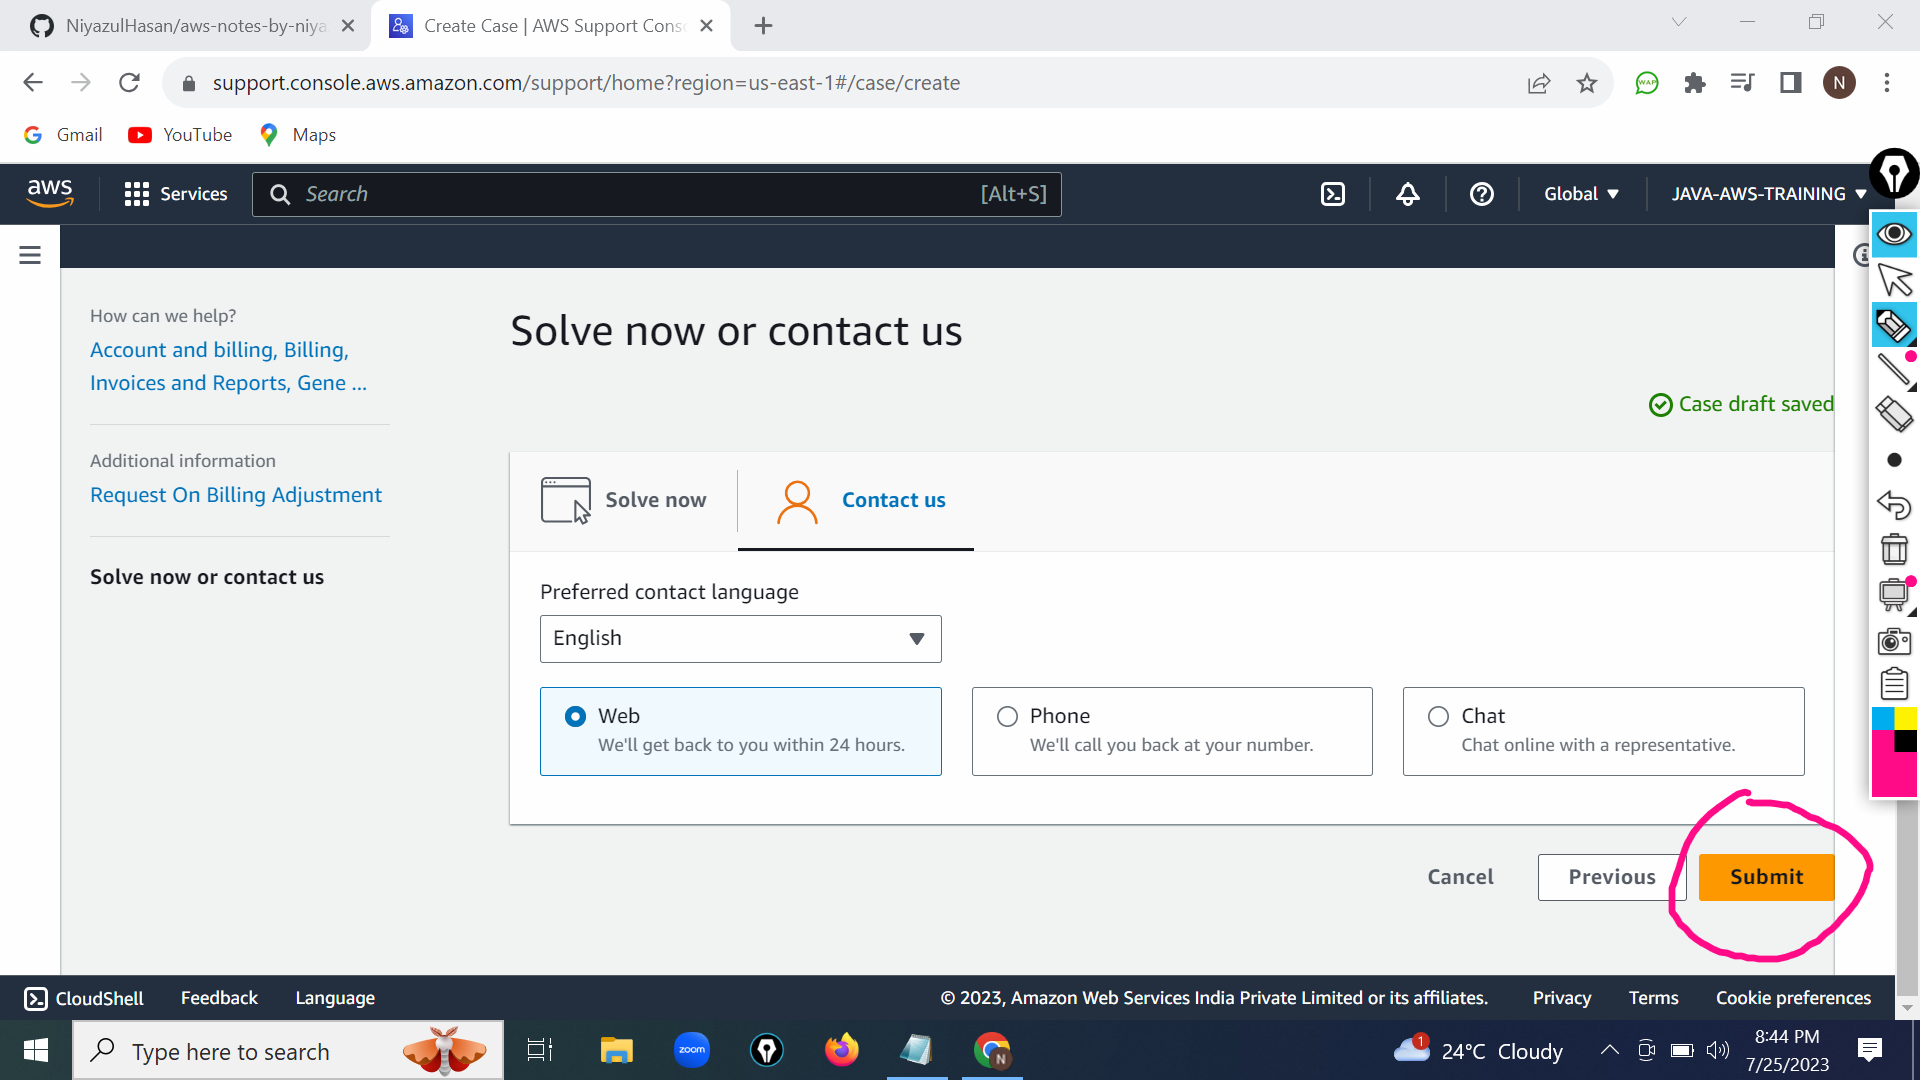 NiyazulHasan/aws-notes-by-niya
Create Case | AWS Support Cons
support.console.aws.amazon.com/support/home?region=us-east-1#/case/create
WAP
N
Gmail
YouTube
Maps
aws
Services
Search
[Alt+S]
Global
JAVA-AWS-TRAINING
How can we help?
Account and billing, Billing,
Invoices and Reports, Gene ...
Additional information
Request On Billing Adjustment
Solve now or contact us
Solve now or contact us
Case draft saved
Solve now
Contact us
Preferred contact language
English
Web
We'll get back to you within 24 hours.
Phone
We'll call you back at your number.
Chat
Chat online with a representative.
Cancel
Previous
Submit
CloudShell
Feedback
Language
© 2023, Amazon Web Services India Private Limited or its affiliates.
Privacy
Terms
Cookie preferences
Type here to search
zoom
N
1
24°C Cloudy
8:44 PM
7/25/2023